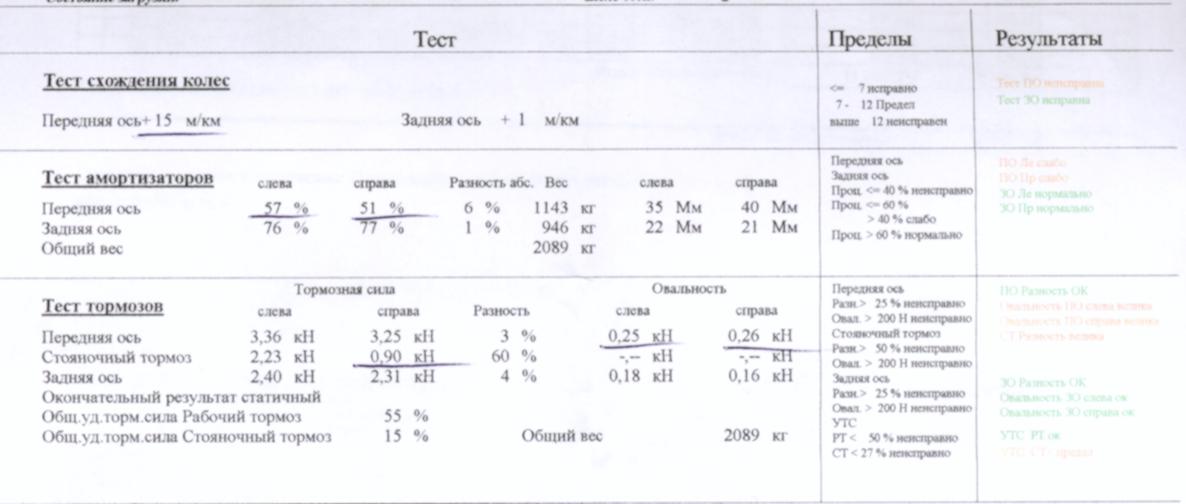 Тест Пределы Результаты
Тест схождения колес
<= 7 исправно
7 - 12 Предел
выше 12 неисправен
Тест ПО неисправна
Тест ЗО исправна
Передняя ось+ 15 м/км Задняя ось + 1 м/км
Тест амортизаторов слева справа Разность абс. Вес слева справа
Передняя ось 57 % 51 % 6 % 1143 кг 35 Мм 40 Мм
Задняя ось 76 % 77 % 1 % 946 кг 22 Мм 21 Мм
Общий вес 2089 кг
Передняя ось
Задняя ось
Проц. <= 40 % неисправно
Проц. <= 60 %
> 40 % слабо
Проц. > 60 % нормально
ПО Ле слабо
ПО Пр слабо
ЗО Ле нормально
ЗО Пр нормально
Тормозная сила Овальность
Тест тормозов слева справа Разность слева справа
Передняя ось 3,36 кН 3,25 кН 3 % 0,25 кН 0,26 кН
Стояночный тормоз 2,23 кН 0,90 кН 60 % -,-- кН -,-- кН
Задняя ось 2,40 кН 2,31 кН 4 % 0,18 кН 0,16 кН
Окончательный результат статичный
Общ.уд.торм.сила Рабочий тормоз 55 %
Общ.уд.торм.сила Стояночный тормоз 15 % Общий вес 2089 кг
Передняя ось
Разн.> 25 % неисправно
Овал. > 200 Н неисправно
Стояночный тормоз
Разн.> 50 % неисправно
Овал. > 200 Н неисправно
Задняя ось
Разн.> 25 % неисправно
Овал. > 200 Н неисправно
УТС
РТ < 50 % неисправно
СТ < 27 % неисправно
ПО Разность ОК
Овальность ПО слева велика
Овальность ПО справа велика
СТ Разность велика
ЗО Разность ОК
Овальность ЗО слева ок
Овальность ЗО справа ок
УТС РТ ок
УТС СТ< предел